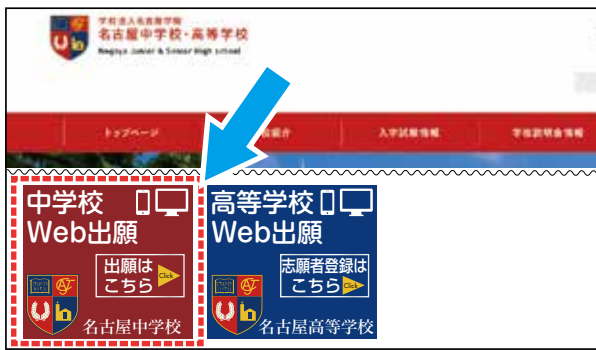 学校法人名古屋学院
名古屋中学校・高等学校
Nagoya Junior & Senior High school
トップページ
入学試験情報
学校説明会情報
中学校
Web出願
出願は
こちら
Click
名古屋中学校
高等学校
Web出願
志願者登録は
こちら
Click
名古屋高等学校